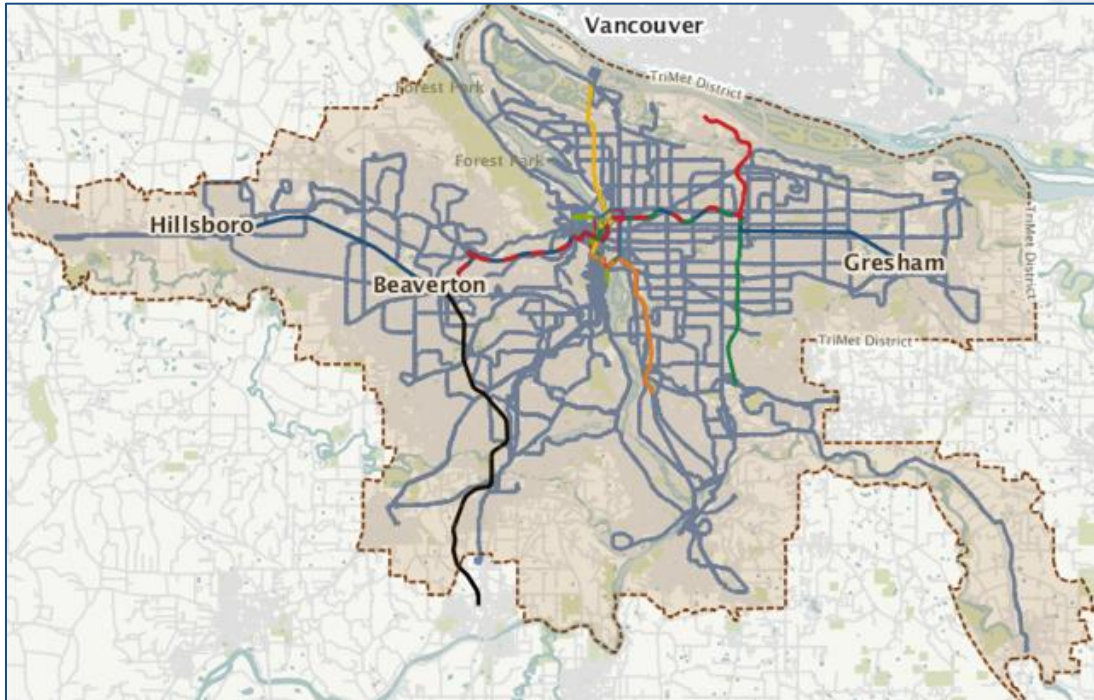 Vancouver
TriMet District
Forest Park
Forest Park
TriMet District
Hillsboro
Gresham
Beaverton
TriMet District